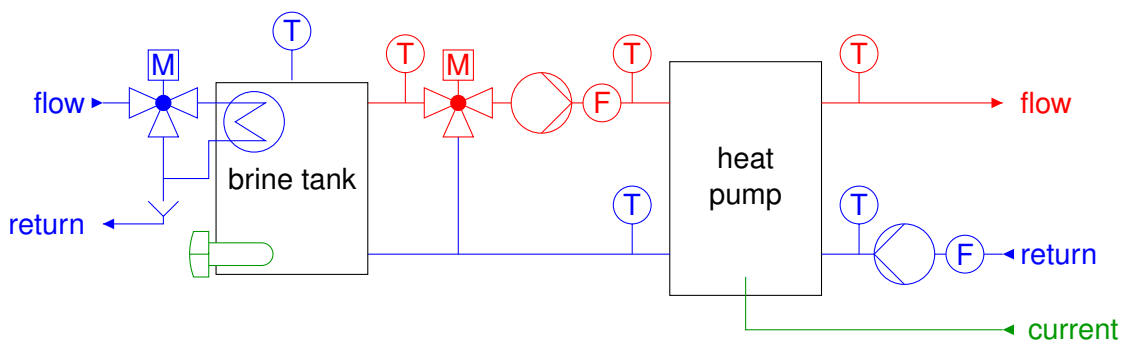 T
M
T
M
T
T
flow
F
flow
brine tank
heat
pump
T
T
return
F
return
current